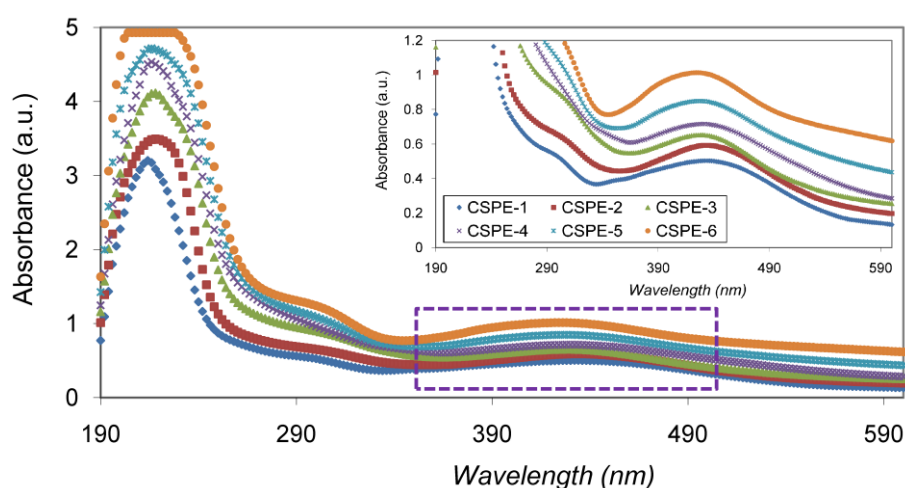 5
4
3
2
1
0
Absorbance (a.u.)
190 290 390 490 590
Wavelength (nm)
1.2
1
0.8
0.6
0.4
0.2
0
Absorbance (a.u.)
CSPE-1 CSPE-2 CSPE-3
CSPE-4 CSPE-5 CSPE-6
190 290 390 490 590
Wavelength (nm)